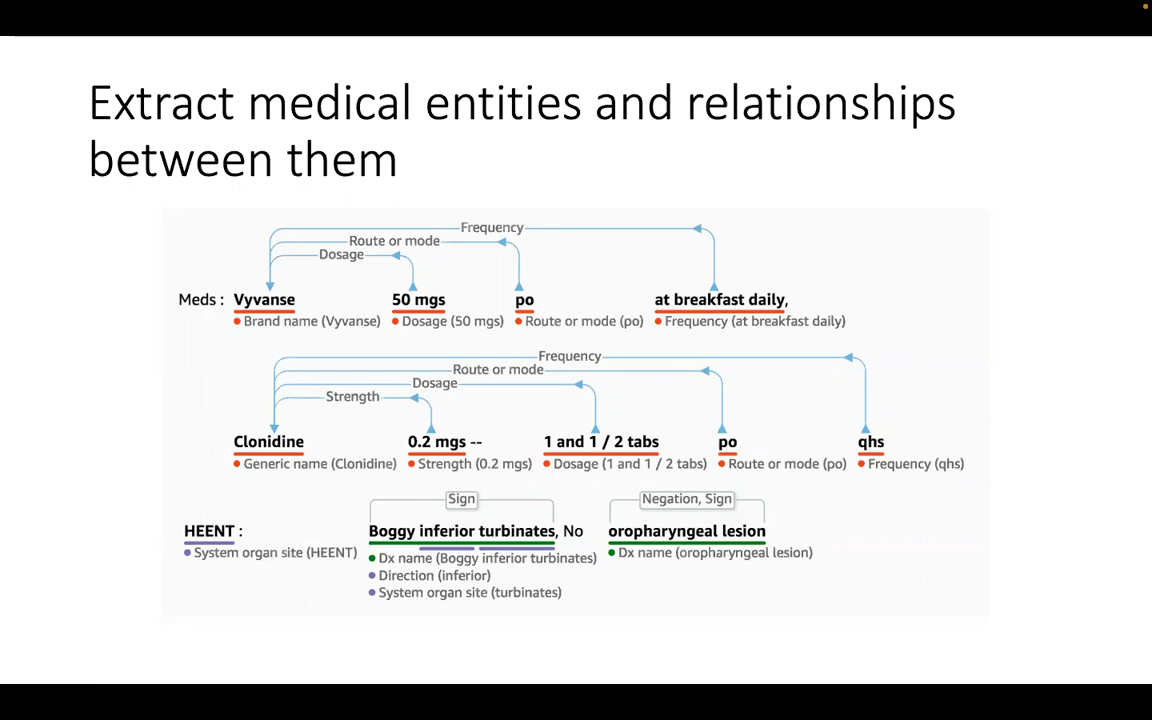 Extract medical entities and relationships
between them
Frequency
Route or mode
Dosage
Meds : Vyvanse 50 mgs po at breakfast daily,
Brand name (Vyvanse) Dosage (50 mgs) Route or mode (po) Frequency (at breakfast daily)
Frequency
Route or mode
Dosage
Strength
Clonidine 0.2 mgs -- 1 and 1 / 2 tabs po qhs
Generic name (Clonidine) Strength (0.2 mgs) Dosage (1 and 1 / 2 tabs) Route or mode (po) Frequency (qhs)
Sign Negation, Sign
HEENT : Boggy inferior turbinates, No oropharyngeal lesion
System organ site (HEENT) Dx name (Boggy inferior turbinates) Dx name (oropharyngeal lesion)
Direction (inferior)
System organ site (turbinates)